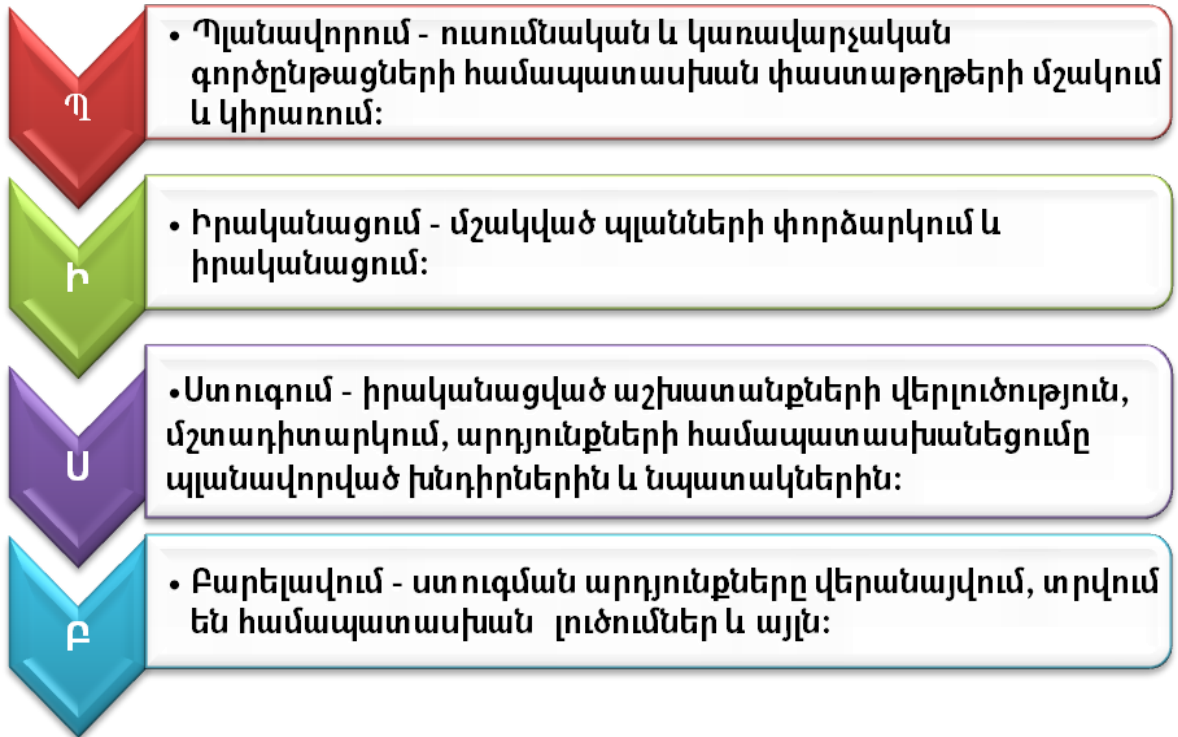 Պ
• Պլանավորում - ուսումնական և կառավարչական
գործընթացների համապատասխան փաստաթղթերի մշակում
և կիրառում:
Ի
• Իրականացում - մշակված պլանների փորձարկում և
իրականացում:
Ս
•Ստուգում - իրականացված աշխատանքների վերլուծություն,
մշտադիտարկում, արդյունքների համապատասխանեցումը
պլանավորված խնդիրներին և նպատակներին:
Բ
• Բարելավում - ստուգման արդյունքները վերանայվում, տրվում
են համապատասխան լուծումներ և այլն: